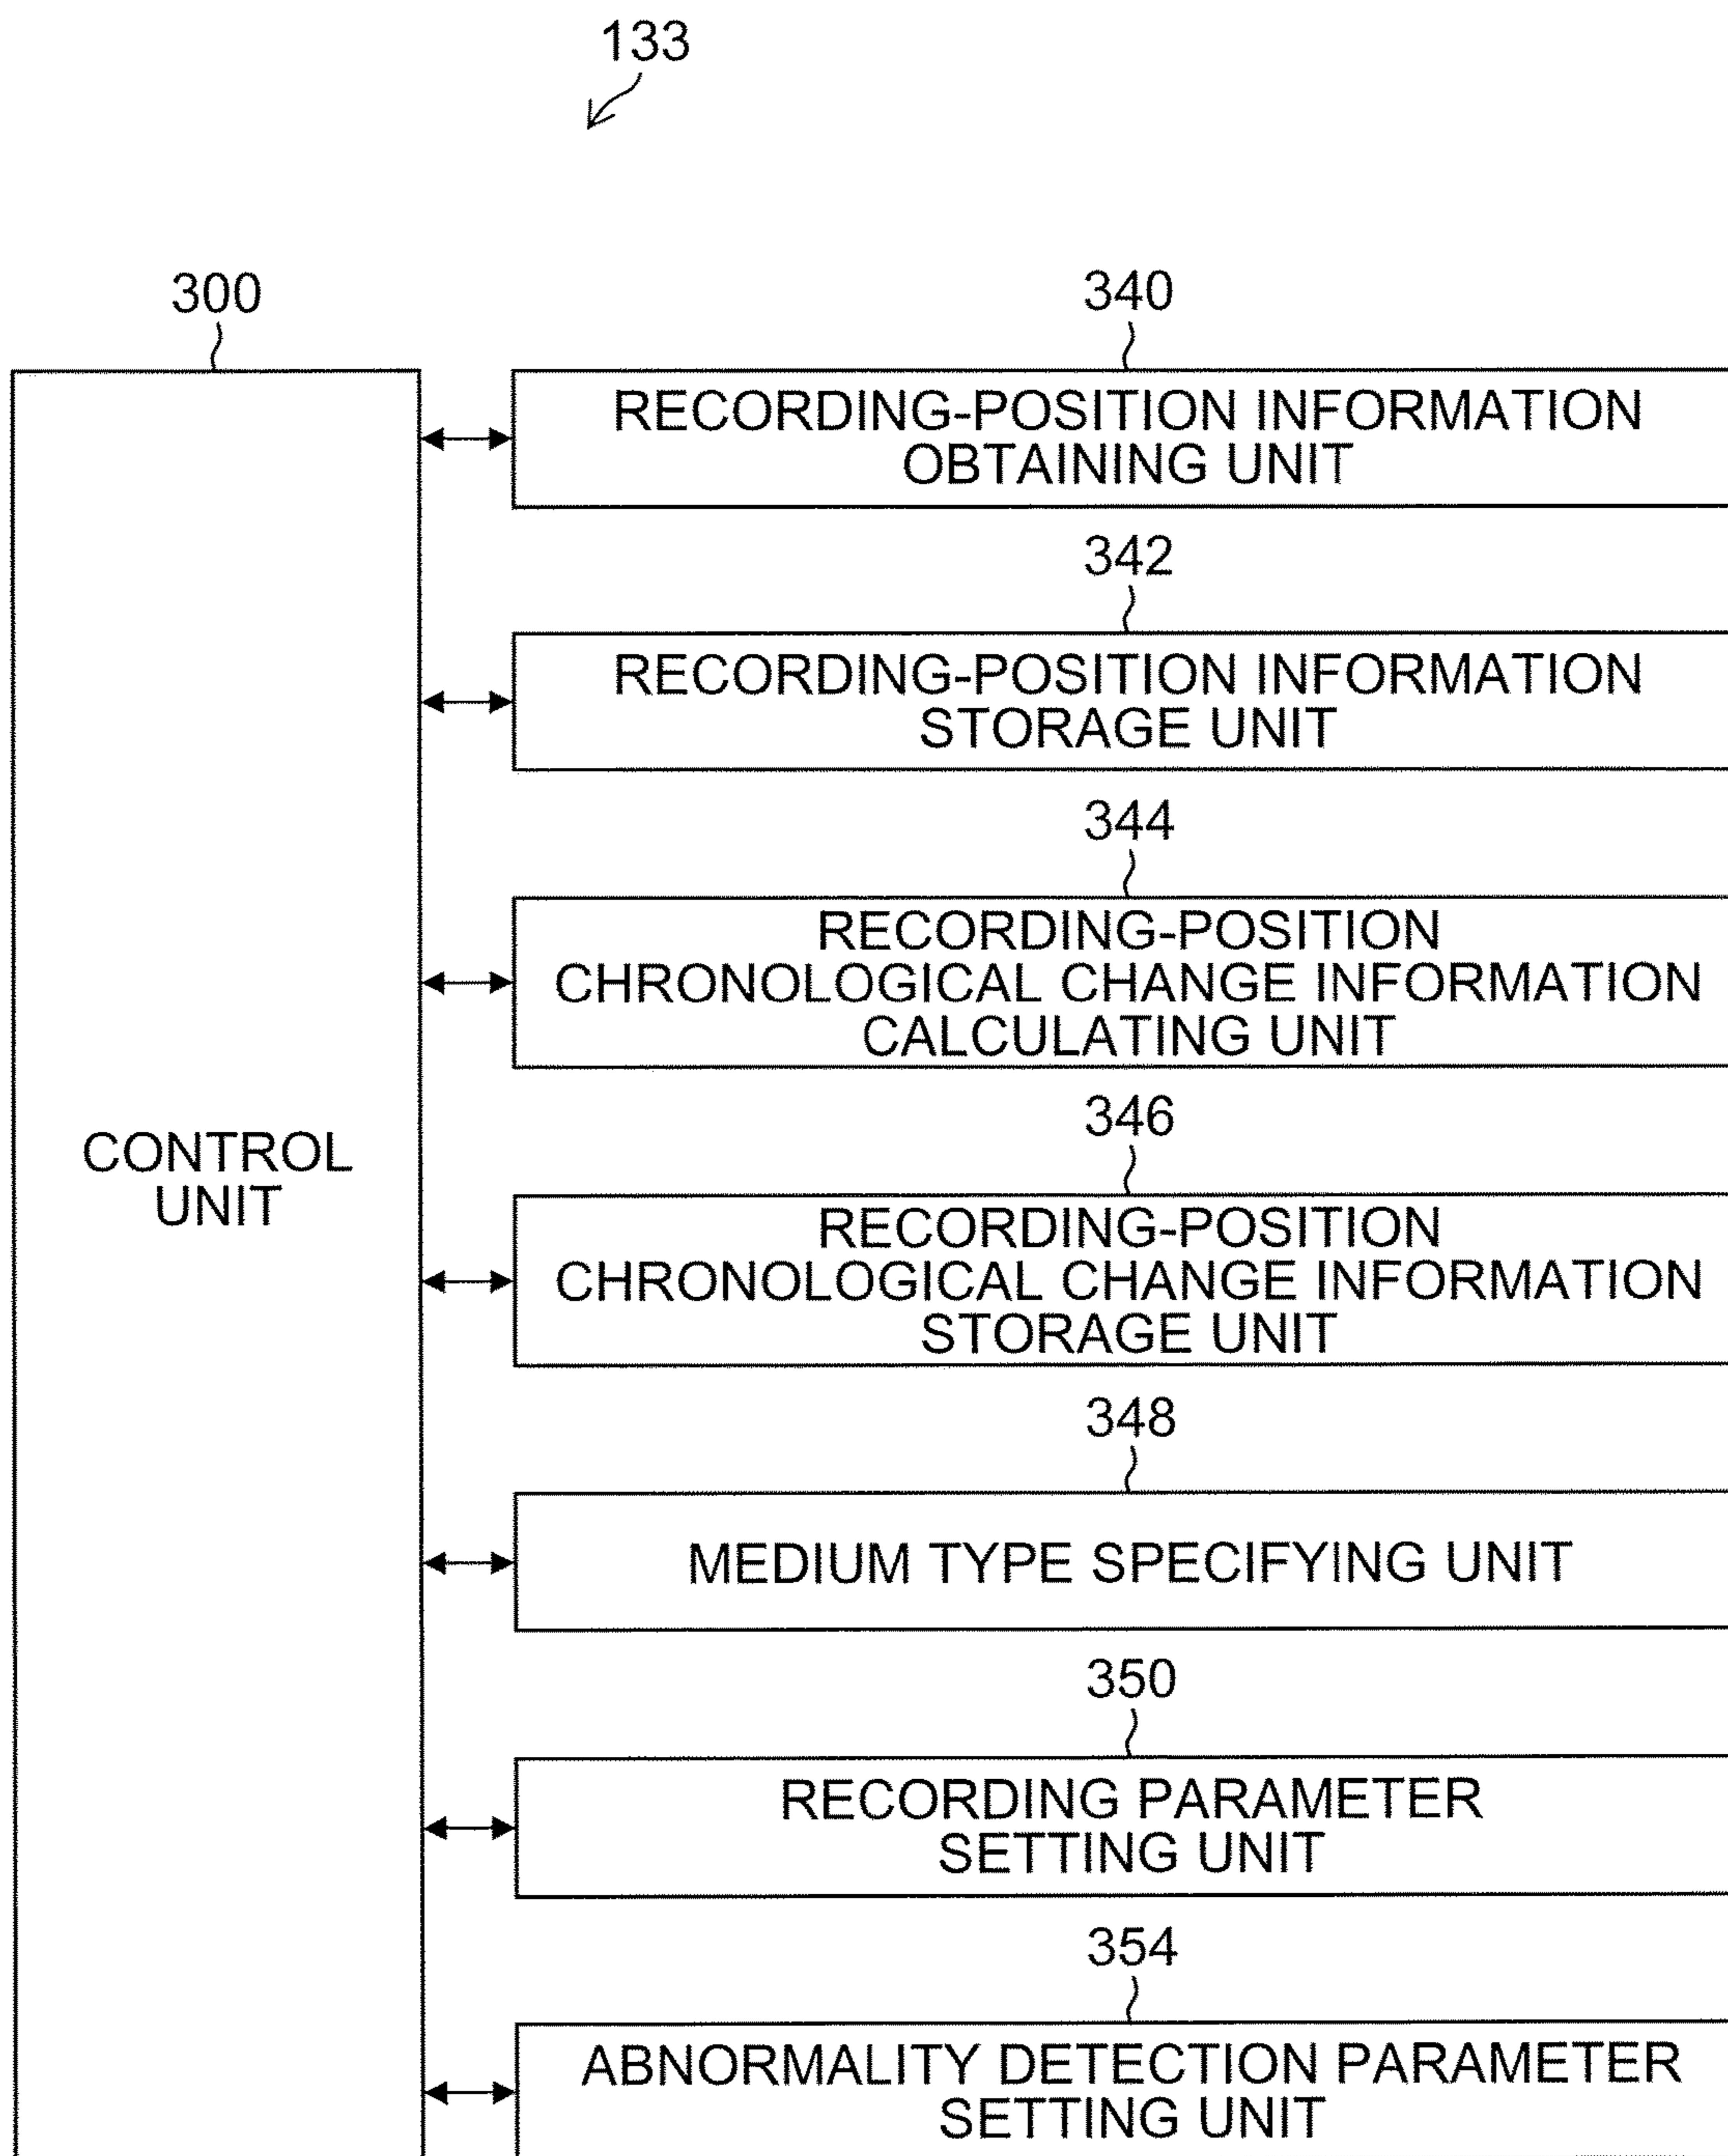 133
300
340
RECORDING-POSITION INFORMATION
OBTAINING UNIT
342
RECORDING-POSITION INFORMATION
STORAGE UNIT
344
RECORDING-POSITION
CHRONOLOGICAL CHANGE INFORMATION
CALCULATING UNIT
346
CONTROL
UNIT
RECORDING-POSITION
CHRONOLOGICAL CHANGE INFORMATION
STORAGE UNIT
348
MEDIUM TYPE SPECIFYING UNIT
350
RECORDING PARAMETER
SETTING UNIT
354
ABNORMALITY DETECTION PARAMETER
SETTING UNIT